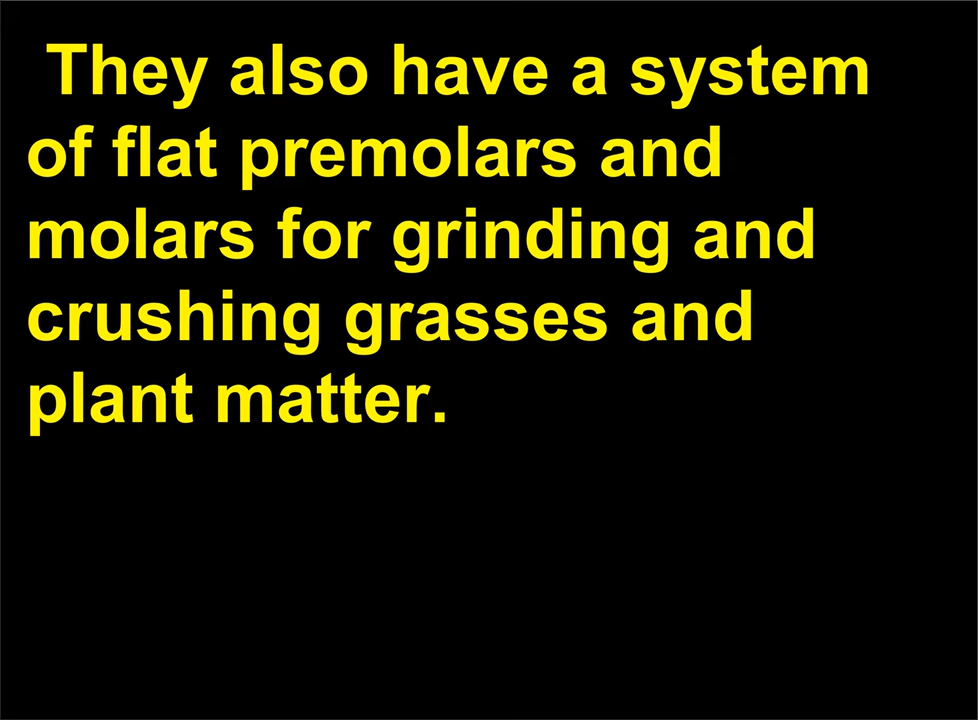 They also have a system
of flat premolars and
molars for grinding and
crushing grasses and
plant matter.